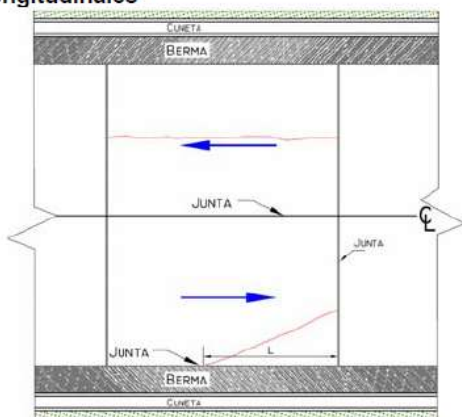 ngitudinales
CUNETA
BERMA
JUNTA
CL
JUNTA
JUNTA
L
BERMA
CUNETA